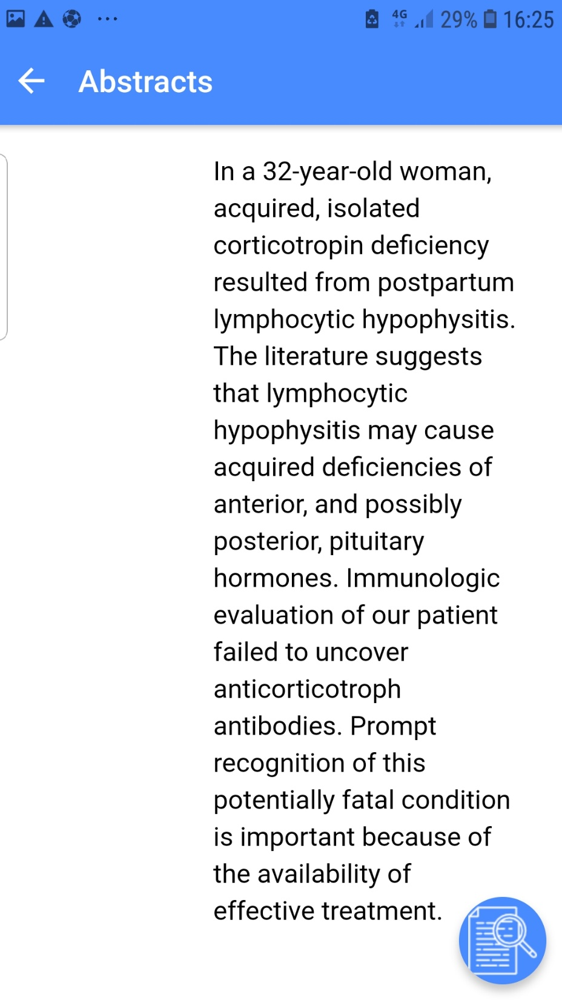 4G 29% 16:25
Abstracts
In a 32-year-old woman,
acquired, isolated
corticotropin deficiency
resulted from postpartum
lymphocytic hypophysitis.
The literature suggests
that lymphocytic
hypophysitis may cause
acquired deficiencies of
anterior, and possibly
posterior, pituitary
hormones. Immunologic
evaluation of our patient
failed to uncover
anticorticotroph
antibodies. Prompt
recognition of this
potentially fatal condition
is important because of
the availability of
effective treatment.